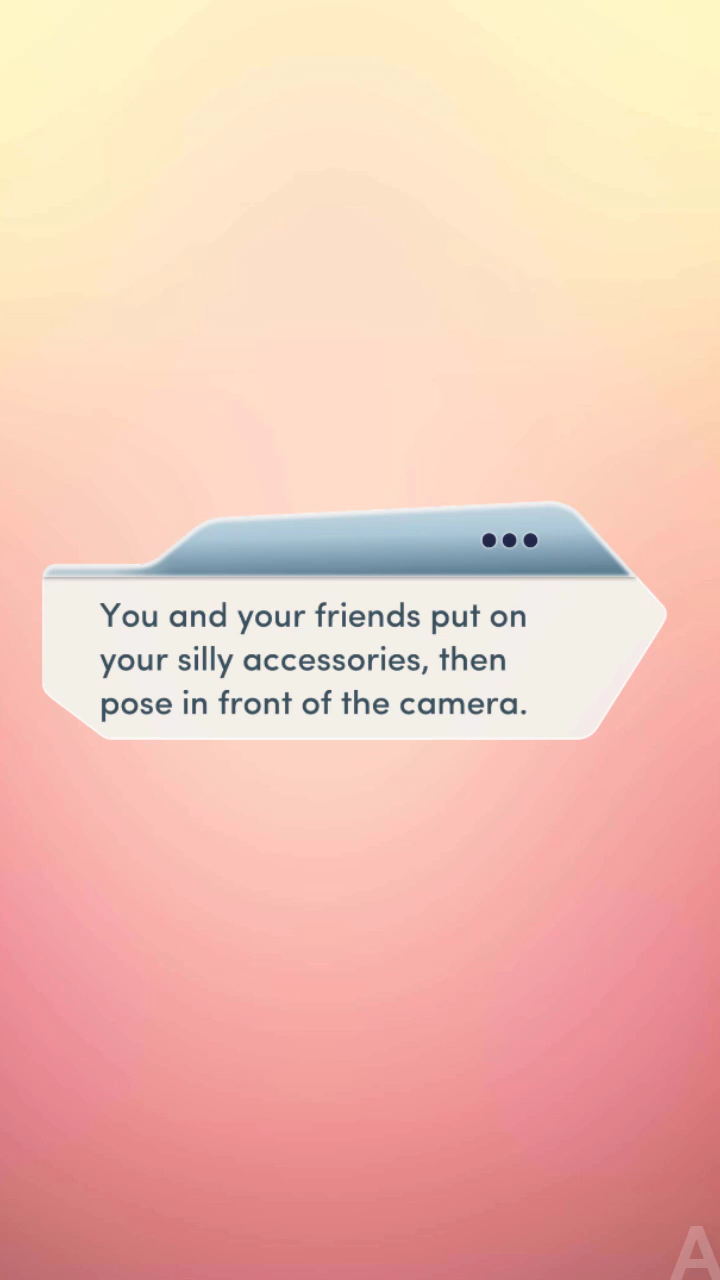 You and your friends put on
your silly accessories, then
pose in front of the camera.
A